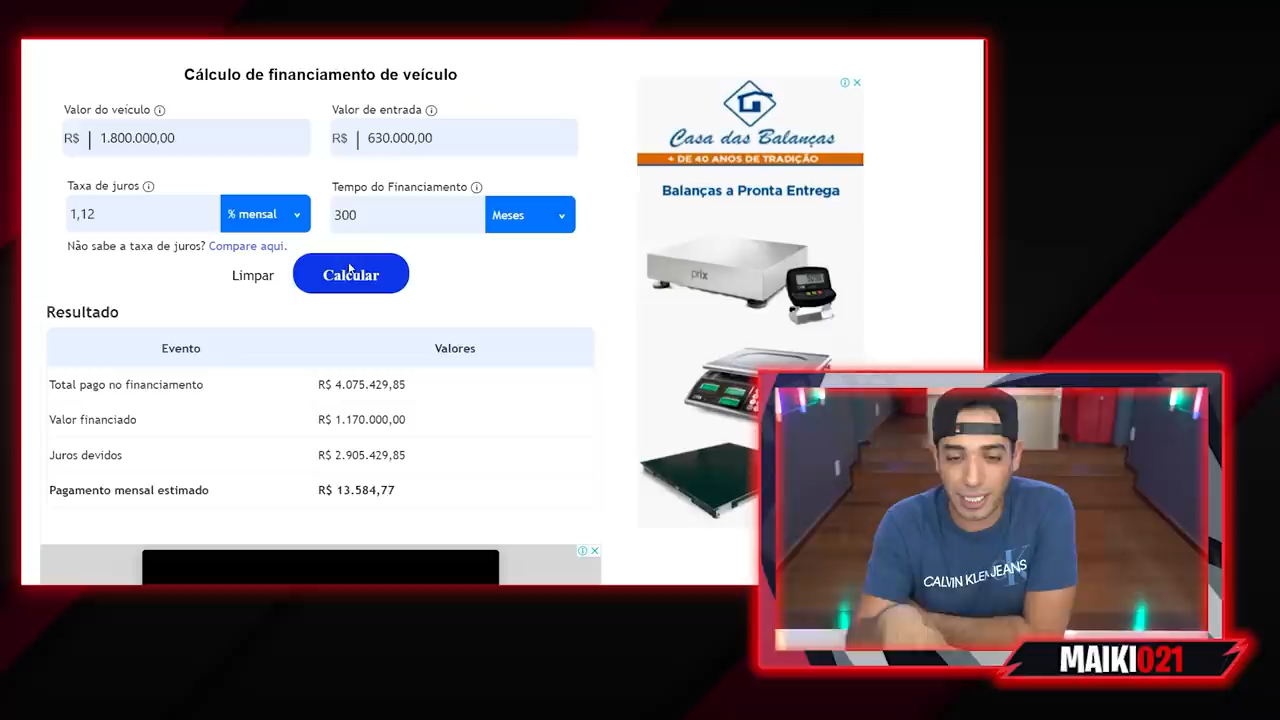 Cálculo de financiamento de veículo
Valor do veículo
Valor de entrada
R$ | 1.800.000,00
R$ | 630.000,00
Taxa de juros
Tempo do Financiamento
1,12
% mensal
300
Meses
Não sabe a taxa de juros? Compare aqui.
Limpar
Calcular
Resultado
Evento
Valores
Total pago no financiamento
R$ 4.075.429,85
Valor financiado
R$ 1.170.000,00
Juros devidos
R$ 2.905.429,85
Pagamento mensal estimado
R$ 13.584,77
Casa das Balanças
+ DE 40 ANOS DE TRADIÇÃO
Balanças a Pronta Entrega
prix
CALVIN KLEIN JEANS
MAIKI021